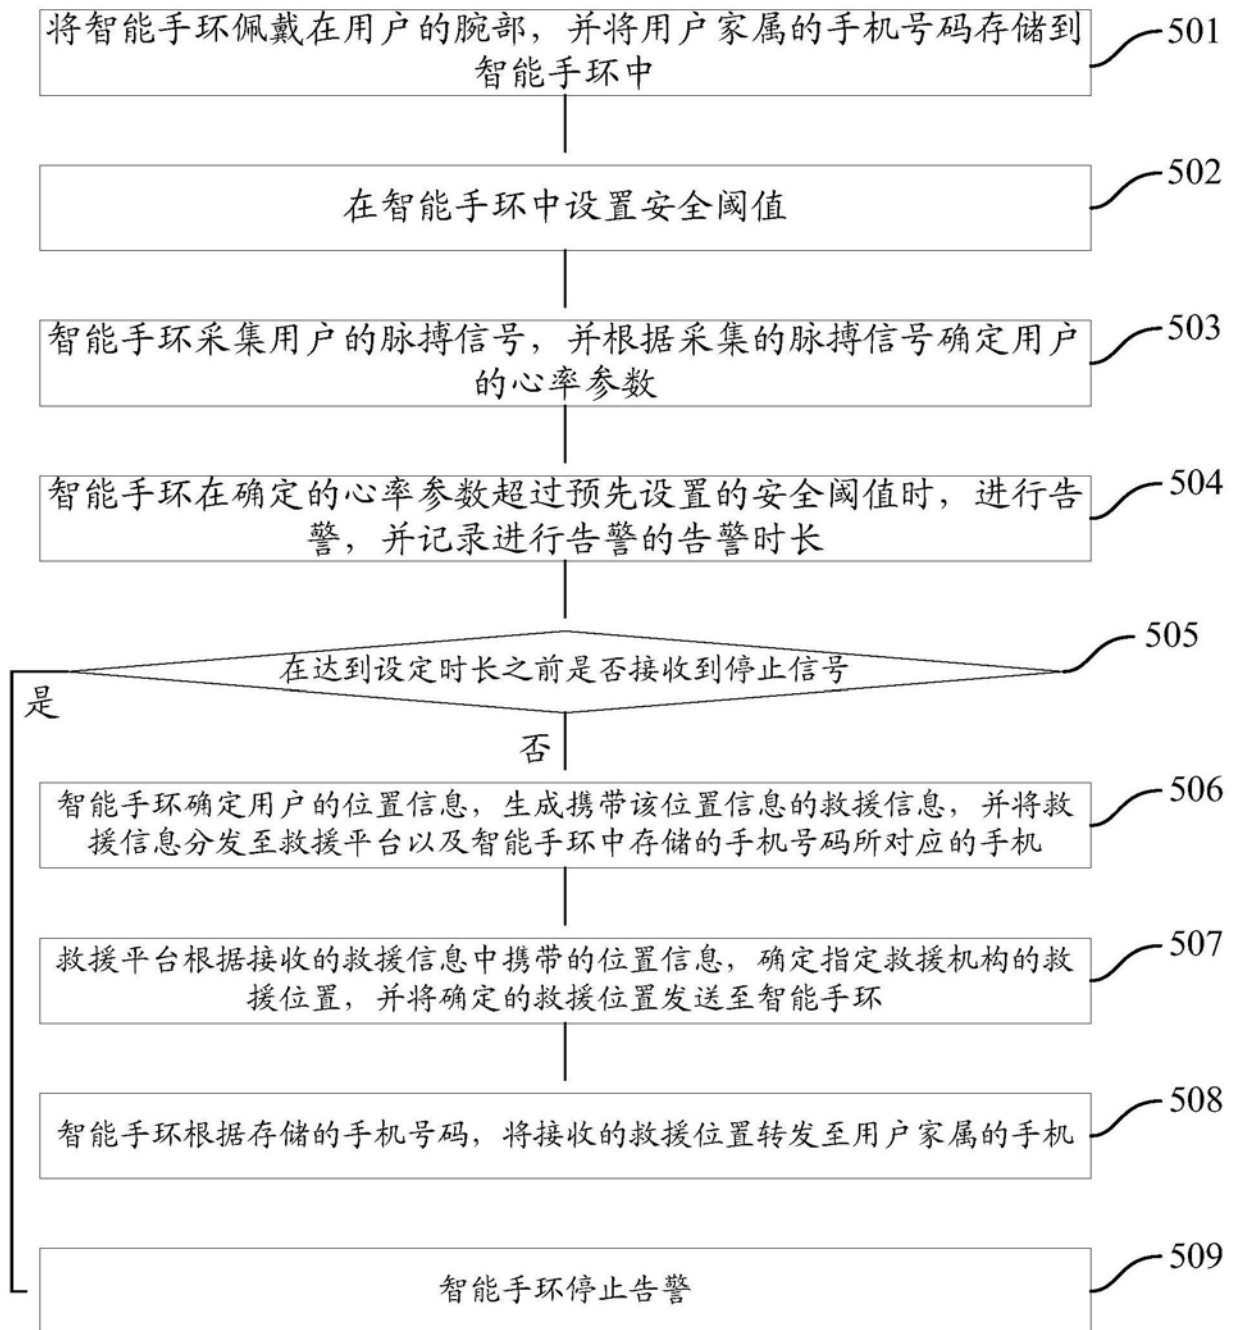 将智能手环佩戴在用户的腕部，并将用户家属的手机号码存储到
智能手环中
501
在智能手环中设置安全阈值
502
智能手环采集用户的脉搏信号，并根据采集的脉搏信号确定用户
的心率参数
503
智能手环在确定的心率参数超过预先设置的安全阈值时，进行告
警，并记录进行告警的告警时长
504
在达到设定时长之前是否接收到停止信号
505
是
否
智能手环确定用户的位置信息，生成携带该位置信息的救援信息，并将救
援信息分发至救援平台以及智能手环中存储的手机号码所对应的手机
506
救援平台根据接收的救援信息中携带的位置信息，确定指定救援机构的救
援位置，并将确定的救援位置发送至智能手环
507
智能手环根据存储的手机号码，将接收的救援位置转发至用户家属的手机
508
智能手环停止告警
509